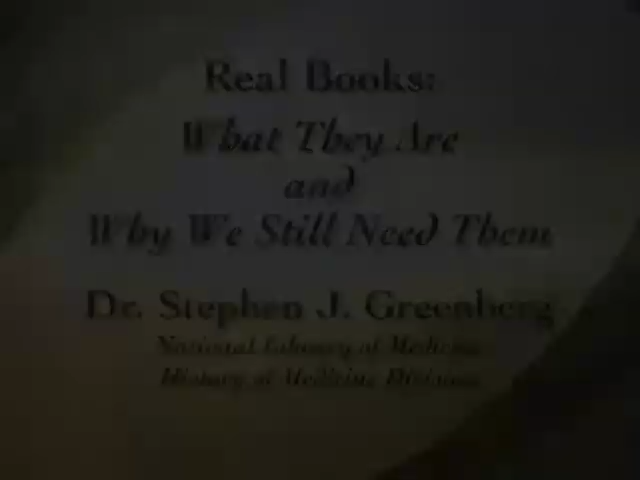 Real Books:
What They Are
and
Why We Still Need Them
Dr. Stephen J. Greenberg
National Library of Medicine
History of Medicine Division